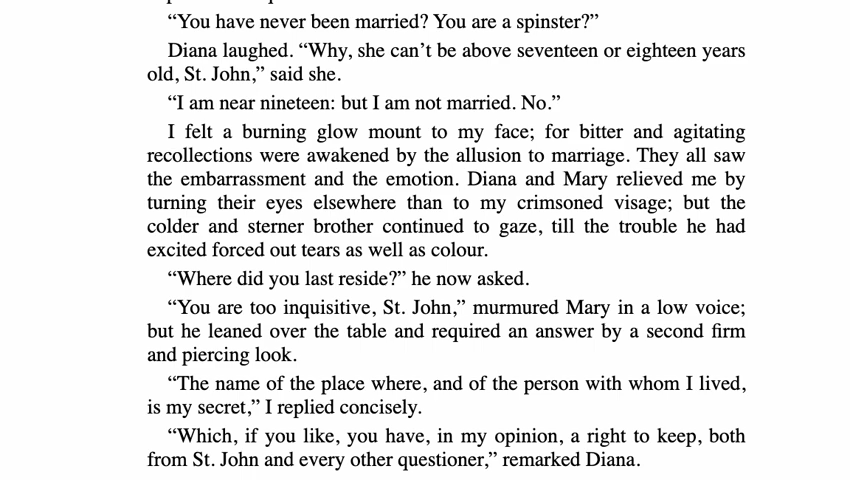 “You have never been married? You are a spinster?”
Diana laughed. “Why, she can’t be above seventeen or eighteen years
old, St. John,” said she.
“I am near nineteen: but I am not married. No.”
I felt a burning glow mount to my face; for bitter and agitating
recollections were awakened by the allusion to marriage. They all saw
the embarrassment and the emotion. Diana and Mary relieved me by
turning their eyes elsewhere than to my crimsoned visage; but the
colder and sterner brother continued to gaze, till the trouble he had
excited forced out tears as well as colour.
“Where did you last reside?” he now asked.
“You are too inquisitive, St. John,” murmured Mary in a low voice;
but he leaned over the table and required an answer by a second firm
and piercing look.
“The name of the place where, and of the person with whom I lived,
is my secret,” I replied concisely.
“Which, if you like, you have, in my opinion, a right to keep, both
from St. John and every other questioner,” remarked Diana.